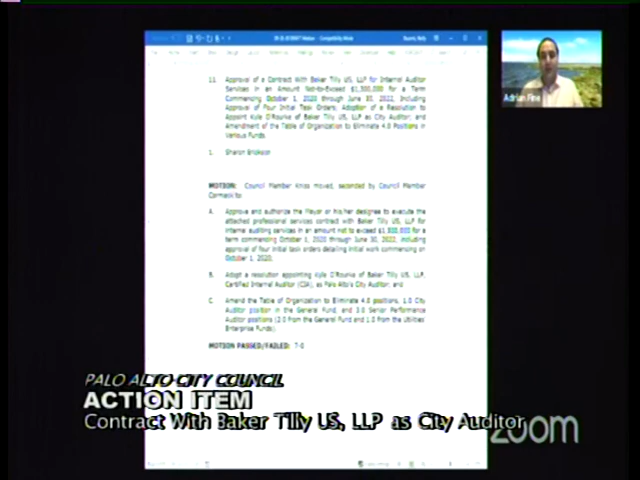 11. Approval of a Contract With Baker Tilly US, LLP for Internal Auditor
Services in an Amount Not-to-Exceed $1,300,000 for a Term
Commencing October 1, 2020 through June 30, 2022, Including
Approval of Four Initial Task Orders; Adoption of a Resolution to
Appoint Kyle O'Rourke of Baker Tilly US, LLP as City Auditor; and
Amendment of the Table of Organization to Eliminate 4.0 Positions in
Various Funds.
1. Sharon Erickson
MOTION: Council Member Kniss moved, seconded by Council Member
Cormack to:
A. Approve and authorize the Mayor or his/her designee to execute the
attached professional services contract with Baker Tilly US, LLP for
internal auditing services in an amount not to exceed $1,300,000 for a
term commencing October 1, 2020 through June 30, 2022, including
approval of four initial task orders detailing initial work commencing on
October 1, 2020;
B. Adopt a resolution appointing Kyle O'Rourke of Baker Tilly US, LLP,
Certified Internal Auditor (CIA), as Palo Alto's City Auditor; and
C. Amend the Table of Organization to Eliminate 4.0 positions, 1.0 City
Auditor position in the General Fund, and 3.0 Senior Performance
Auditor positions (2.0 from the General Fund and 1.0 from the Utilities'
Enterprise Funds).
MOTION PASSED/FAILED: 7-0
Adrian Fine
PALO ALTO CITY COUNCIL
ACTION ITEM
Contract With Baker Tilly US, LLP as City Auditor
zoom